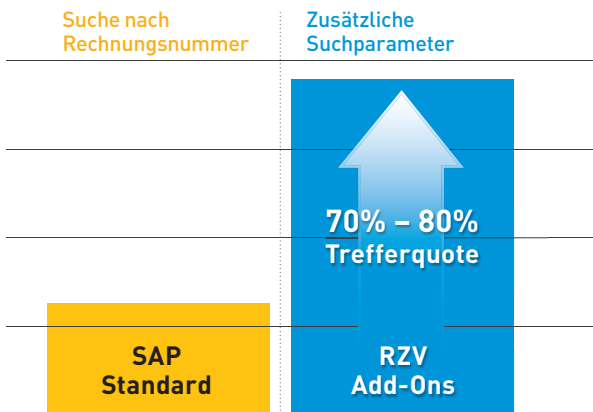 Suche nach
Rechnungsnummer
Zusätzliche
Suchparameter
70% – 80%
Trefferquote
SAP
Standard
RZV
Add-Ons